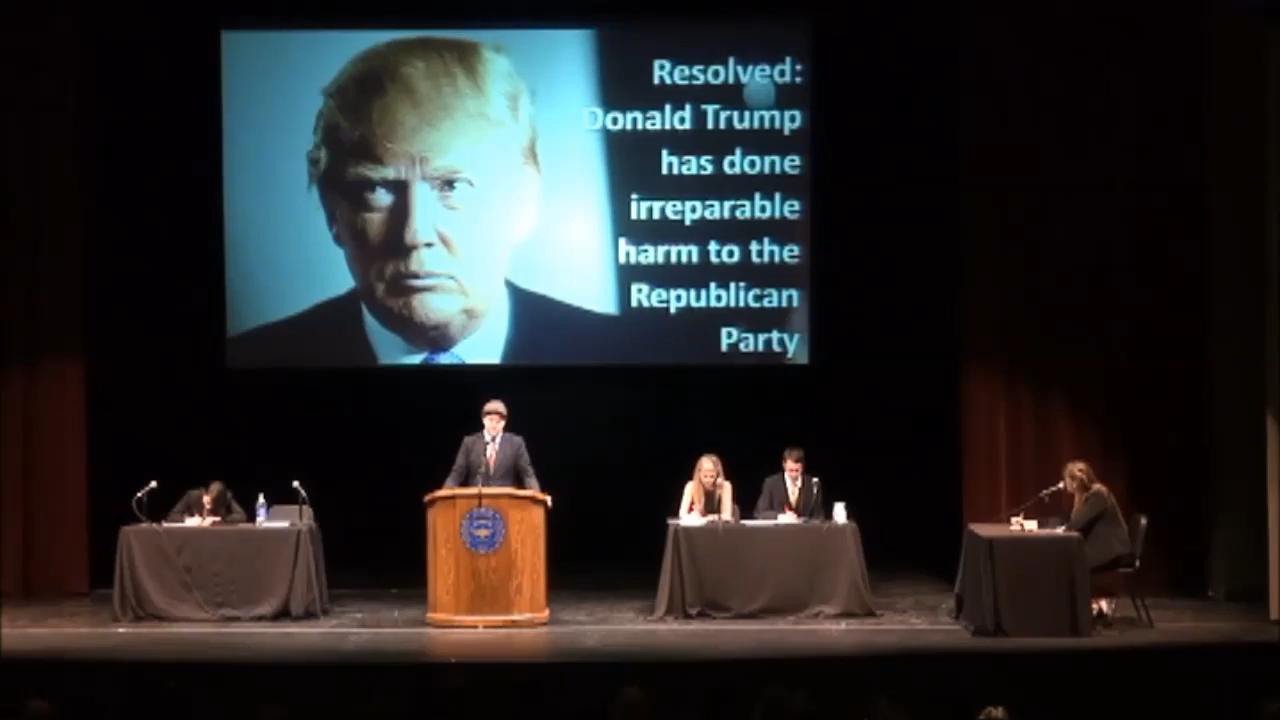 Resolved:
Donald Trump
has done
irreparable
harm to the
Republican
Party